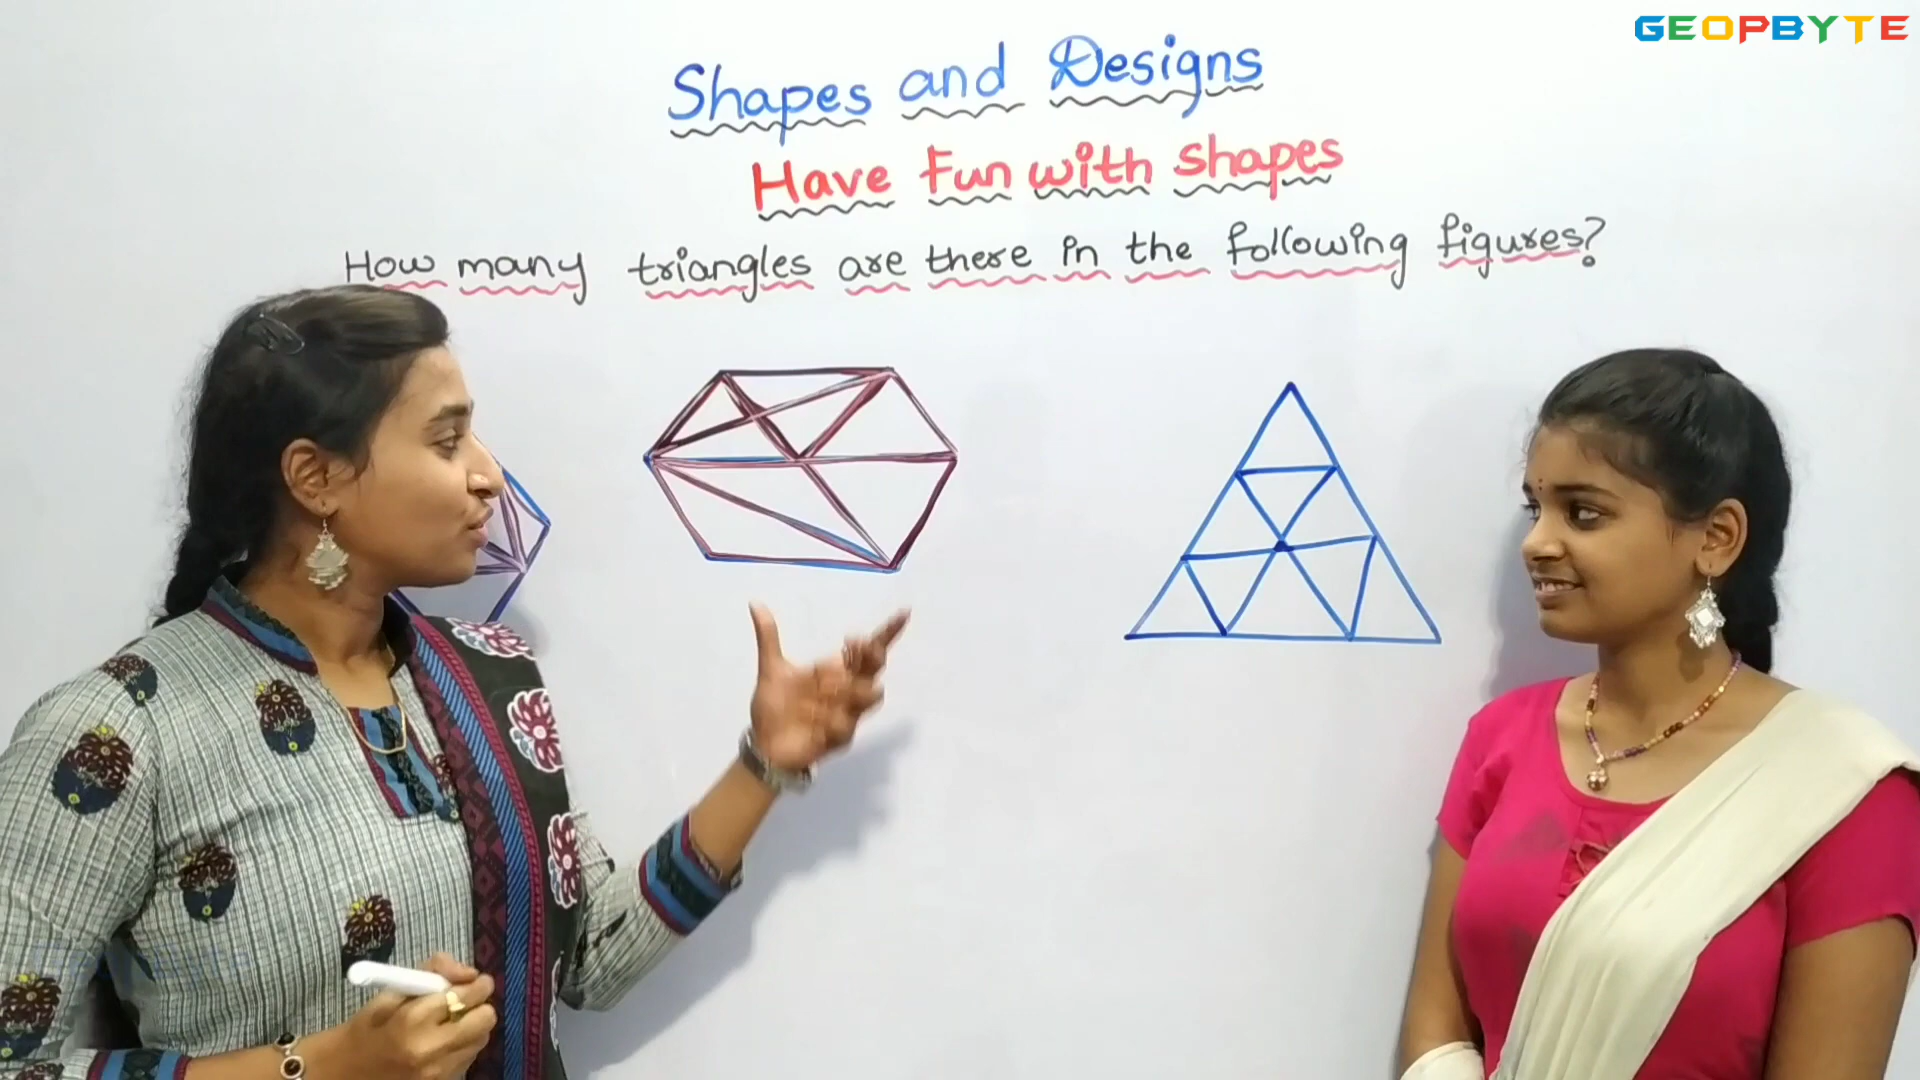 GEOPBYTE
Shapes and Designs
Have Fun with Shapes
How many triangles are there in the following figures?